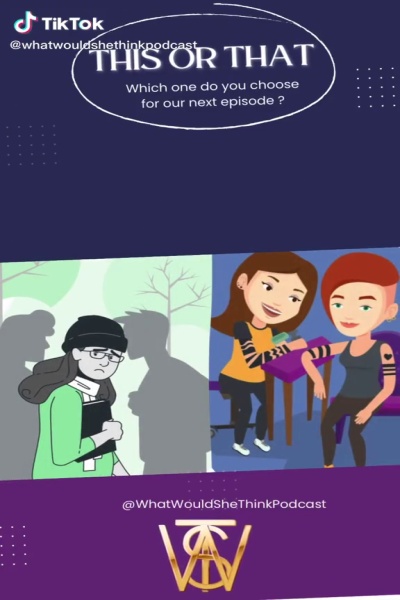 TikTok
@whatwouldshethinkpodcast
THIS OR THAT
Which one do you choose
for our next episode ?
@WhatWouldSheThinkPodcast